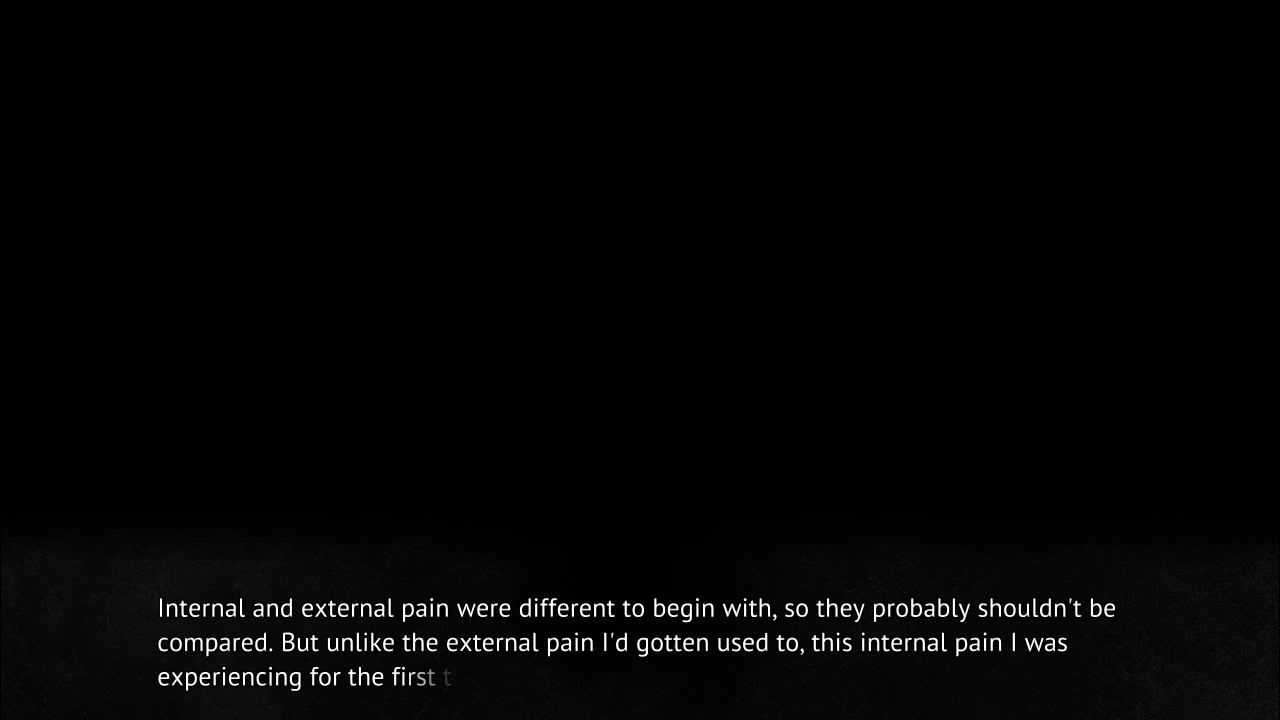 Internal and external pain were different to begin with, so they probably shouldn't be
compared. But unlike the external pain I'd gotten used to, this internal pain I was
experiencing for the first t